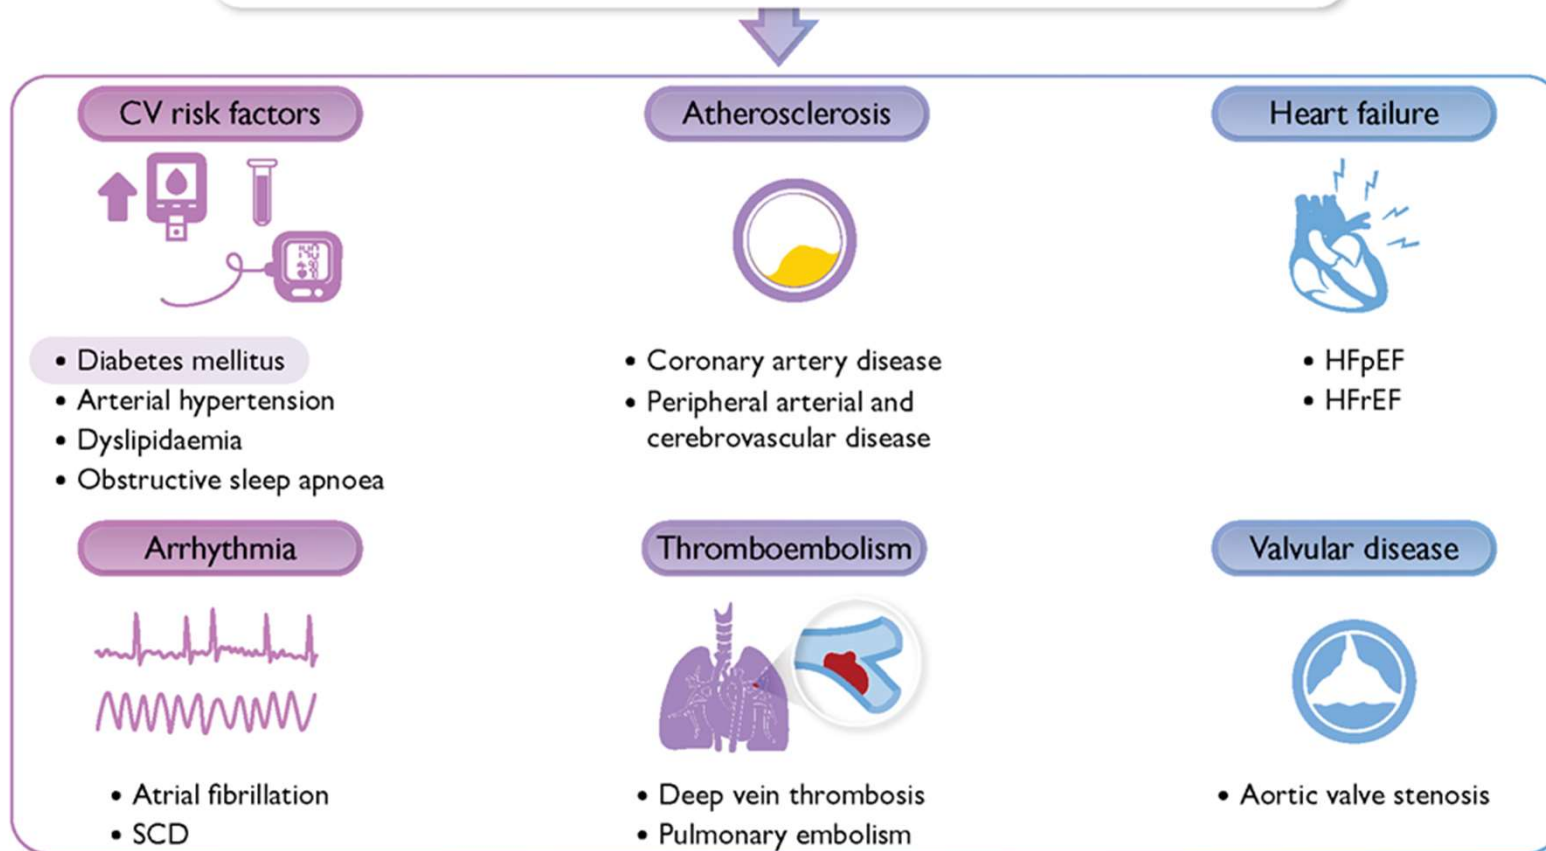 CV risk factors
• Diabetes mellitus
• Arterial hypertension
• Dyslipidaemia
• Obstructive sleep apnoea
Atherosclerosis
• Coronary artery disease
• Peripheral arterial and
cerebrovascular disease
Heart failure
• HFpEF
• HFrEF
Arrhythmia
• Atrial fibrillation
• SCD
Thromboembolism
• Deep vein thrombosis
• Pulmonary embolism
Valvular disease
• Aortic valve stenosis